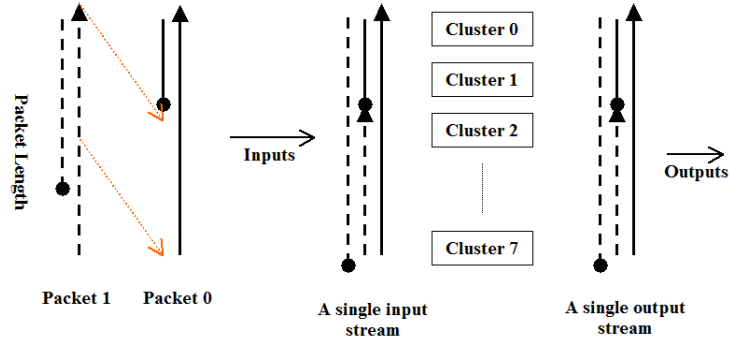 Packet Length
Packet 1
Packet 0
Inputs
A single input
stream
Cluster 0
Cluster 1
Cluster 2
Cluster 7
A single output
stream
Outputs